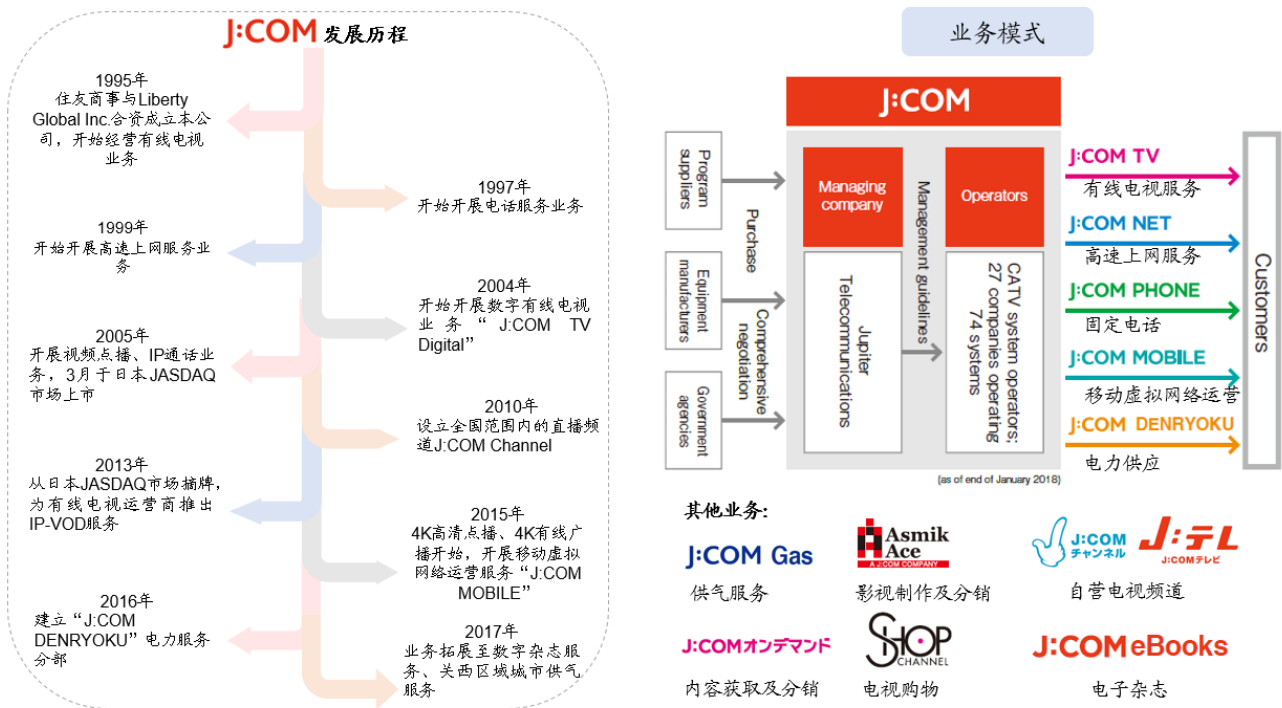 J:COM 发展历程
1995年
住友商事与Liberty
Global Inc.合资成立本公
司，开始经营有线电视
业务
1997年
开始开展电话服务业务
1999年
开始开展高速上网服务业
务
2004年
开始开展数字有线电视
业务“J:COM TV
Digital”
2005年
开展视频点播、IP通话业
务，3月于日本JASDAQ
市场上市
2010年
设立全国范围内的直播频
道J:COM Channel
2013年
从日本JASDAQ市场摘牌，
为有线电视运营商推出
IP-VOD服务
2015年
4K高清点播、4K有线广
播开始，开展移动虚拟
网络运营服务“J:COM
MOBILE”
2016年
建立“J:COM
DENRYOKU”电力服务
分部
2017年
业务拓展至数字杂志服
务、关西区域城市供气
服务
业务模式
J:COM
Program
suppliers
Equipment
manufacturers
Government
agencies
Purchase
Comprehensive
negotiation
Managing
company
Jupiter
Telecommunications
Management guidelines
Operators
CATV system operators;
27 companies operating
74 systems
(as of end of January 2018)
J:COM TV
有线电视服务
J:COM NET
高速上网服务
J:COM PHONE
固定电话
J:COM MOBILE
移动虚拟网络运营
J:COM DENRYOKU
电力供应
Customers
其他业务:
J:COM Gas
供气服务
Asmik
Ace
A J:COM COMPANY
影视制作及分销
J:COM
チャンネル
J:テレ
J:COMテレビ
自营电视频道
J:COMオンデマンド
内容获取及分销
SHOP
CHANNEL
电视购物
J:COM eBooks
电子杂志